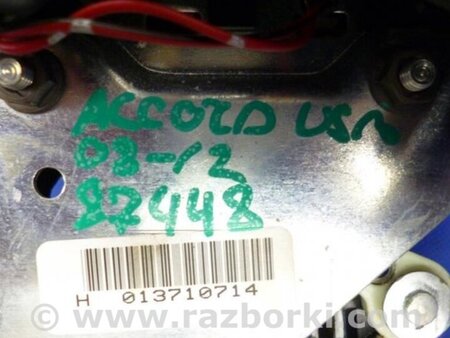 ACCORD USA
08-12
87448
H 013710714
© www.razborki.com